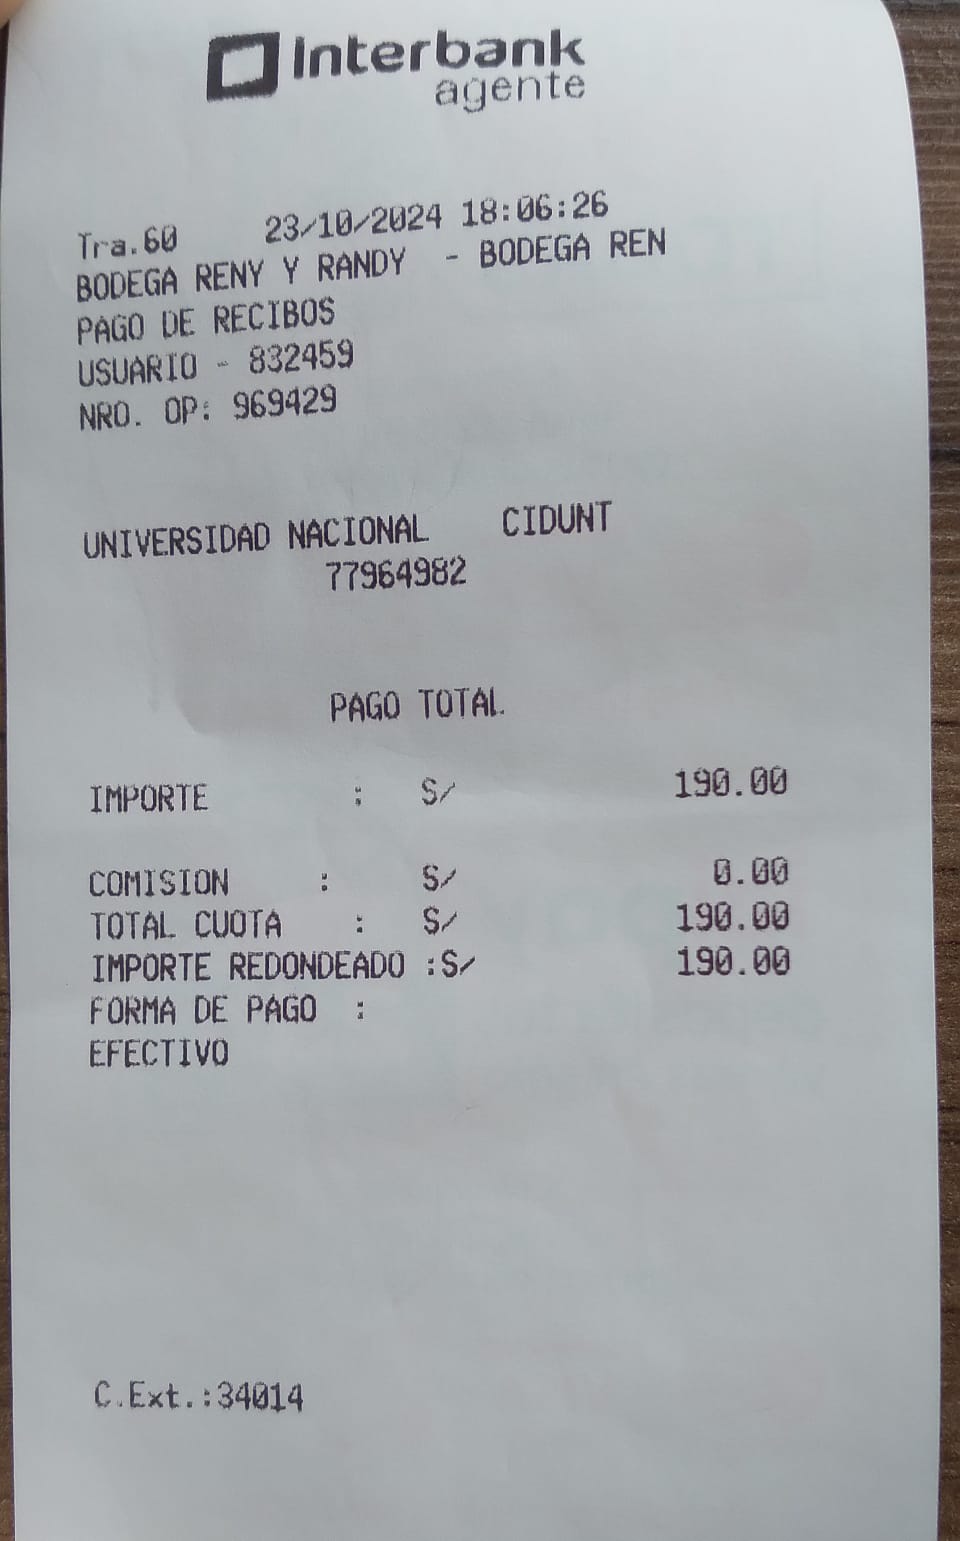 Interbank
agente
Tra.60 23/10/2024 18:06:26
BODEGA RENY Y RANDY - BODEGA REN
PAGO DE RECIBOS
USUARIO - 832459
NRO. OP: 969429
UNIVERSIDAD NACIONAL CIDUNT
77964982
PAGO TOTAL
IMPORTE : S/ 190.00
COMISION : S/ 0.00
TOTAL CUOTA : S/ 190.00
IMPORTE REDONDEADO :S/ 190.00
FORMA DE PAGO :
EFECTIVO
C.Ext.:34014